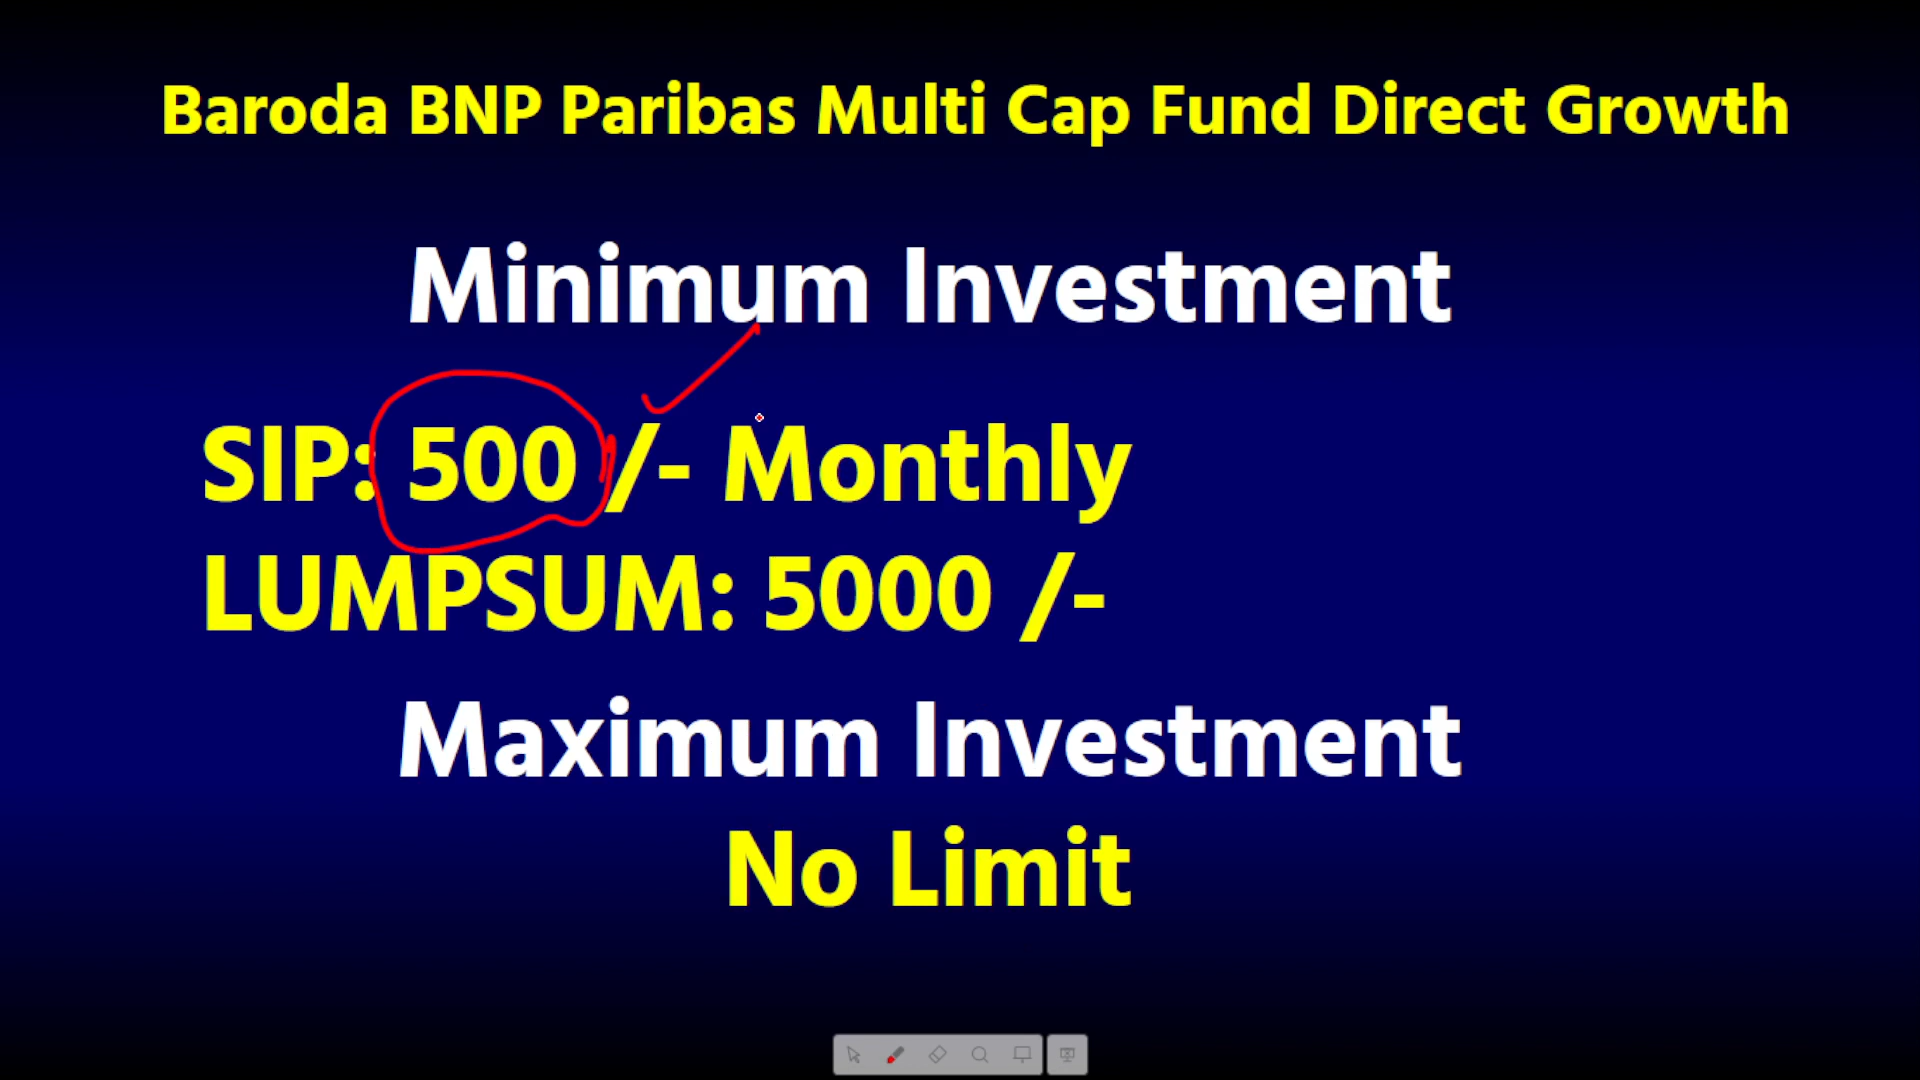 Baroda BNP Paribas Multi Cap Fund Direct Growth
Minimum Investment
SIP: 500 /- Monthly
LUMPSUM: 5000 /-
Maximum Investment
No Limit